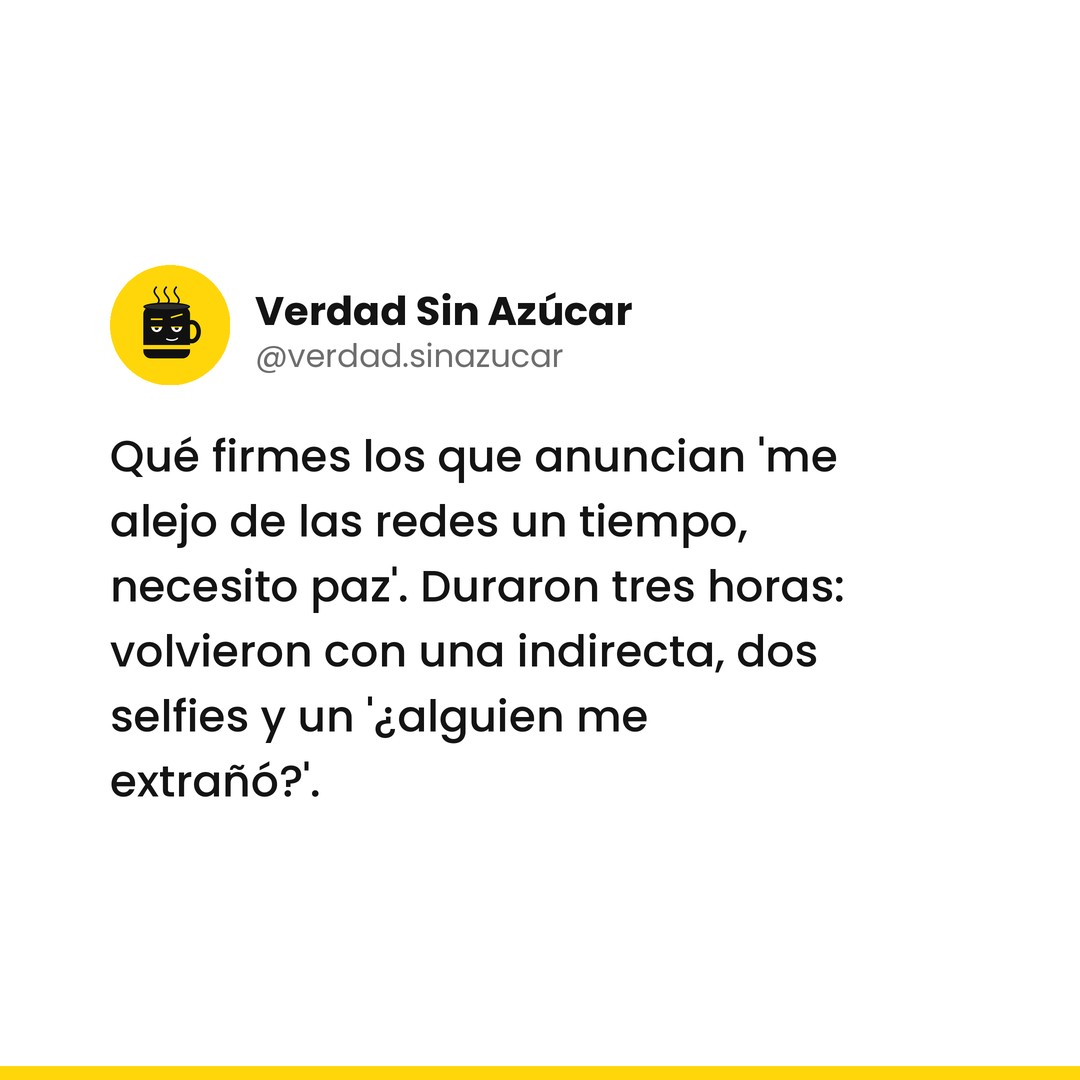 Verdad Sin Azúcar
@verdad.sinazucar
Qué firmes los que anuncian 'me
alejo de las redes un tiempo,
necesito paz'. Duraron tres horas:
volvieron con una indirecta, dos
selfies y un '¿alguien me
extrañó?'.